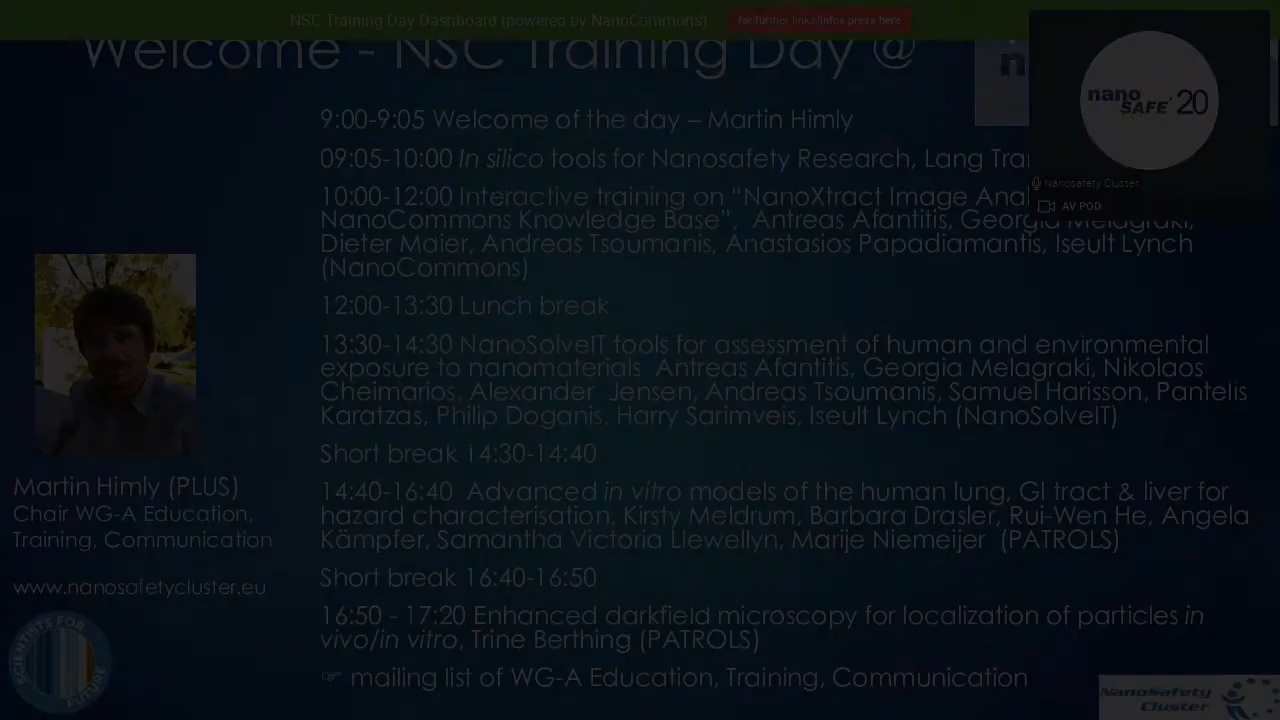 NSC Training Day Dashboard (powered by NanoCommons) for further links/infos press here
Welcome - NSC Training Day @
n
nano
SAFE 20
Nanosafety Cluster
AV POD
9:00-9:05 Welcome of the day – Martin Himly
09:05-10:00 In silico tools for Nanosafety Research, Lang Tra
10:00-12:00 Interactive training on “NanoXtract Image Ana
NanoCommons Knowledge Base”, Antreas Afantitis, Georgia Melagraki,
Dieter Maier, Andreas Tsoumanis, Anastasios Papadiamantis, Iseult Lynch
(NanoCommons)
12:00-13:30 Lunch break
13:30-14:30 NanoSolveIT tools for assessment of human and environmental
exposure to nanomaterials Antreas Afantitis, Georgia Melagraki, Nikolaos
Cheimarios, Alexander Jensen, Andreas Tsoumanis, Samuel Harisson, Pantelis
Karatzas, Philip Doganis, Harry Sarimveis, Iseult Lynch (NanoSolveIT)
Short break 14:30-14:40
14:40-16:40 Advanced in vitro models of the human lung, GI tract & liver for
hazard characterisation, Kirsty Meldrum, Barbara Drasler, Rui-Wen He, Angela
Kämpfer, Samantha Victoria Llewellyn, Marije Niemeijer (PATROLS)
Short break 16:40-16:50
16:50 - 17:20 Enhanced darkfield microscopy for localization of particles in
vivo/in vitro, Trine Berthing (PATROLS)
☞ mailing list of WG-A Education, Training, Communication
Martin Himly (PLUS)
Chair WG-A Education,
Training, Communication
www.nanosafetycluster.eu
SCIENTISTS FOR
FUTURE
NanoSafety
Cluster